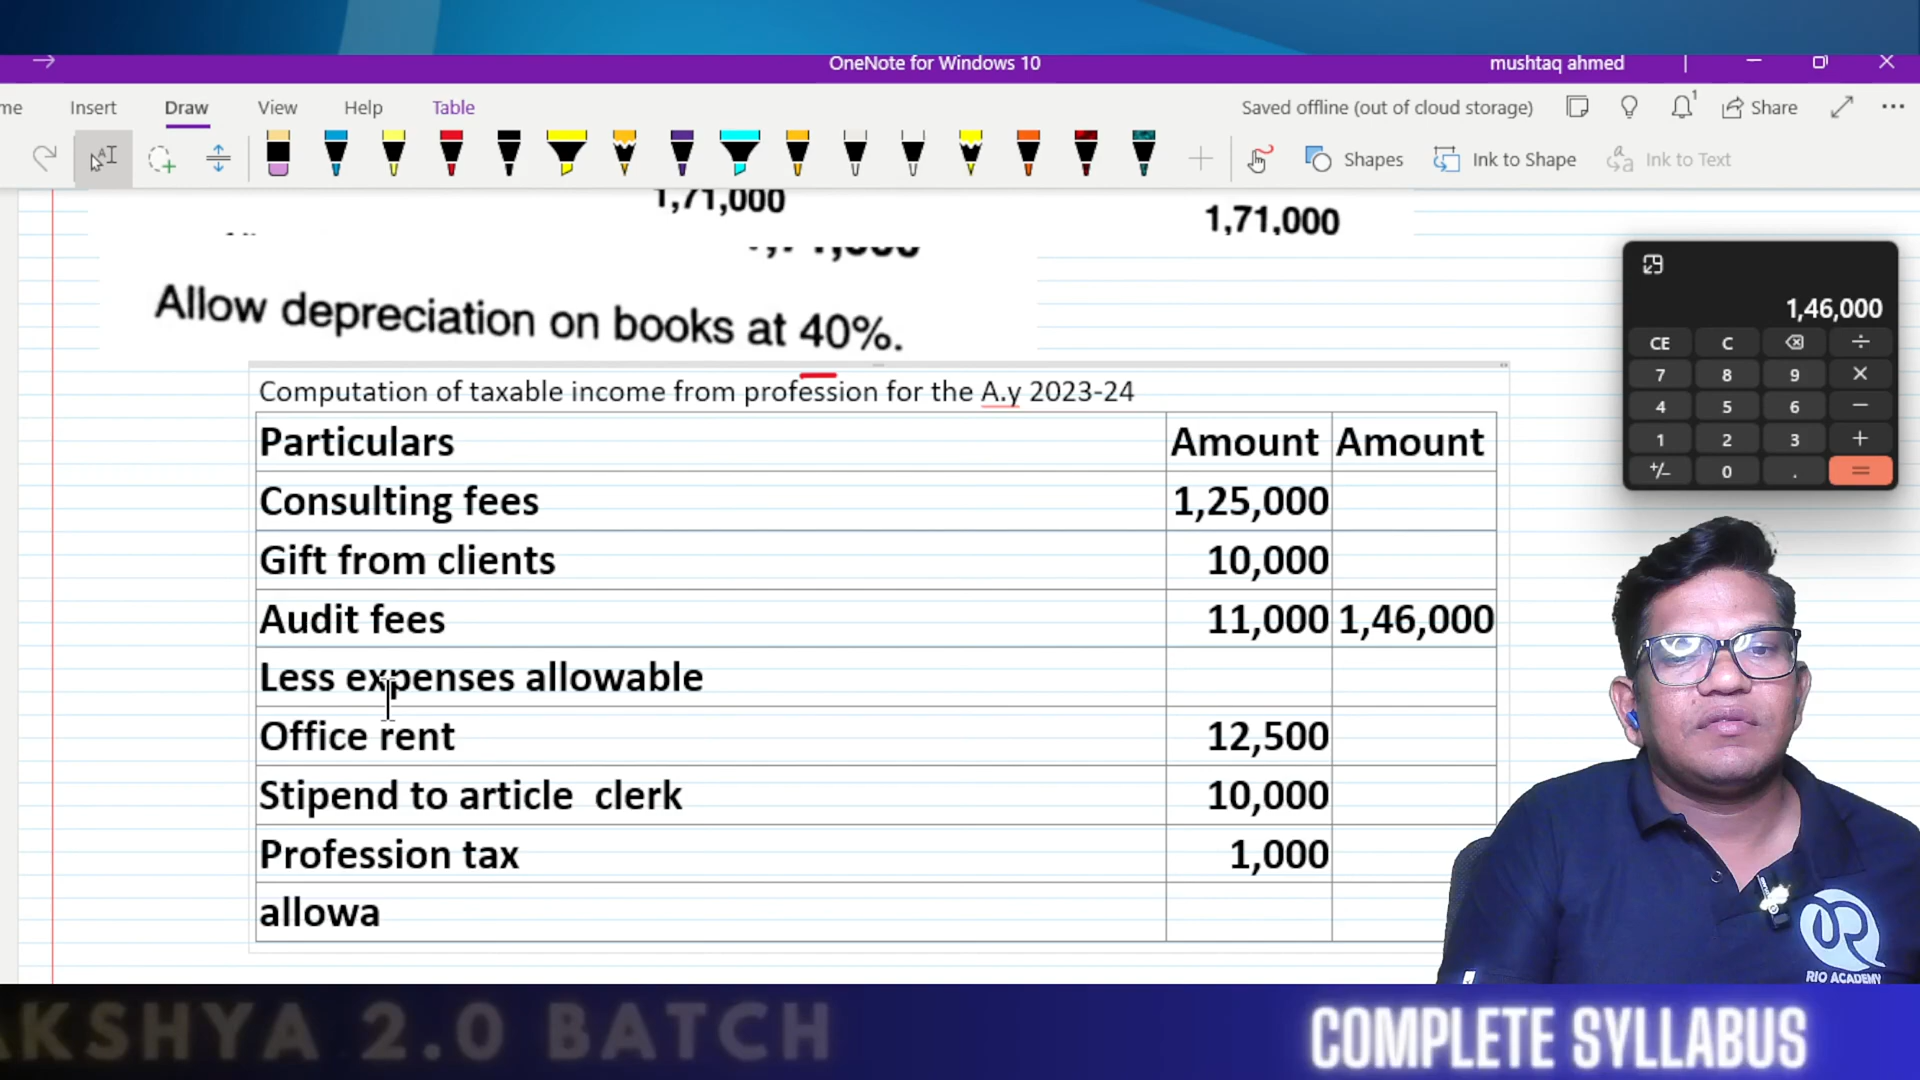 OneNote for Windows 10
mushtaq ahmed
me Insert Draw View Help Table
Saved offline (out of cloud storage) 1 Share
Shapes Ink to Shape Ink to Text
1,71,000
1,71,000
Allow depreciation on books at 40%.
Computation of taxable income from profession for the A.y 2023-24
Particulars Amount Amount
Consulting fees 1,25,000
Gift from clients 10,000
Audit fees 11,000 1,46,000
Less expenses allowable
Office rent 12,500
Stipend to article clerk 10,000
Profession tax 1,000
allowa
1,46,000
CE C ÷
7 8 9 ×
4 5 6 −
1 2 3 +
+/− 0 . =
RIO ACADEMY
AKSHYA 2.0 BATCH
COMPLETE SYLLABUS